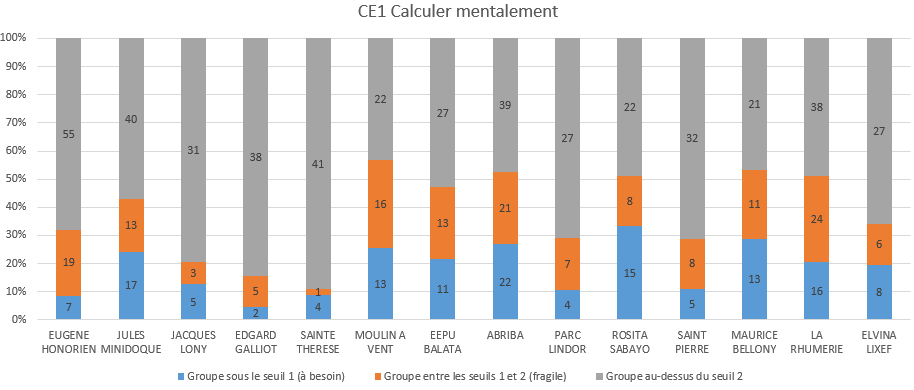 CE1 Calculer mentalement
100%
90%
80%
70%
60%
50%
40%
30%
20%
10%
0%
55 40 31 38 41 22 27 39 27 22 32 21 38 27
19 13 3 5 1 16 13 21 7 8 8 11 24 6
7 17 5 2 4 13 11 22 4 15 5 13 16 8
EUGENE JULES JACQUES EDGARD SAINTE MOULIN A EEPU ABRIBA PARC ROSITA SAINT MAURICE LA ELVINA
HONORIEN MINIDOQUE LONY GALLIOT THERESE VENT BALATA LINDOR SABAYO PIERRE BELLONY RHUMERIE LIXEF
Groupe sous le seuil 1 (à besoin) Groupe entre les seuils 1 et 2 (fragile) Groupe au-dessus du seuil 2